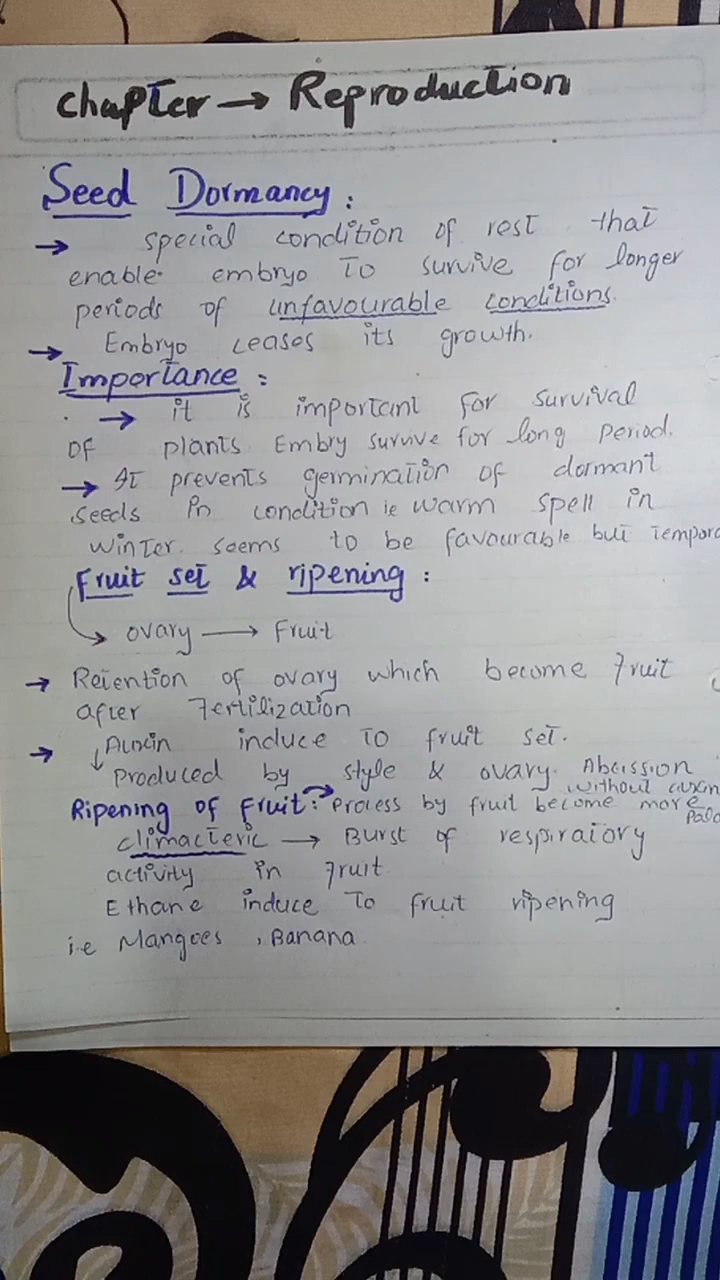 Chapter → Reproduction
Seed Dormancy :
→ special condition of rest that
enable embryo to survive for longer
periods of unfavourable conditions.
→ Embryo ceases its growth.
Importance :
→ it is important for survival
of plants. Embry survive for long period.
→ It prevents germination of dormant
seeds in condition ie warm spell in
winter. seems to be favourable but tempora
Fruit set & ripening :
ovary → Fruit
→ Retention of ovary which become fruit
after fertilization
→ Auxin induce to fruit set.
↓ Produced by style & ovary. Abcission
without auxin
Ripening of fruit : → Process by fruit become more
Pala
climacteric → Burst of respiratory
activity in fruit
Ethane induce to fruit ripening
i.e Mangoes , Banana